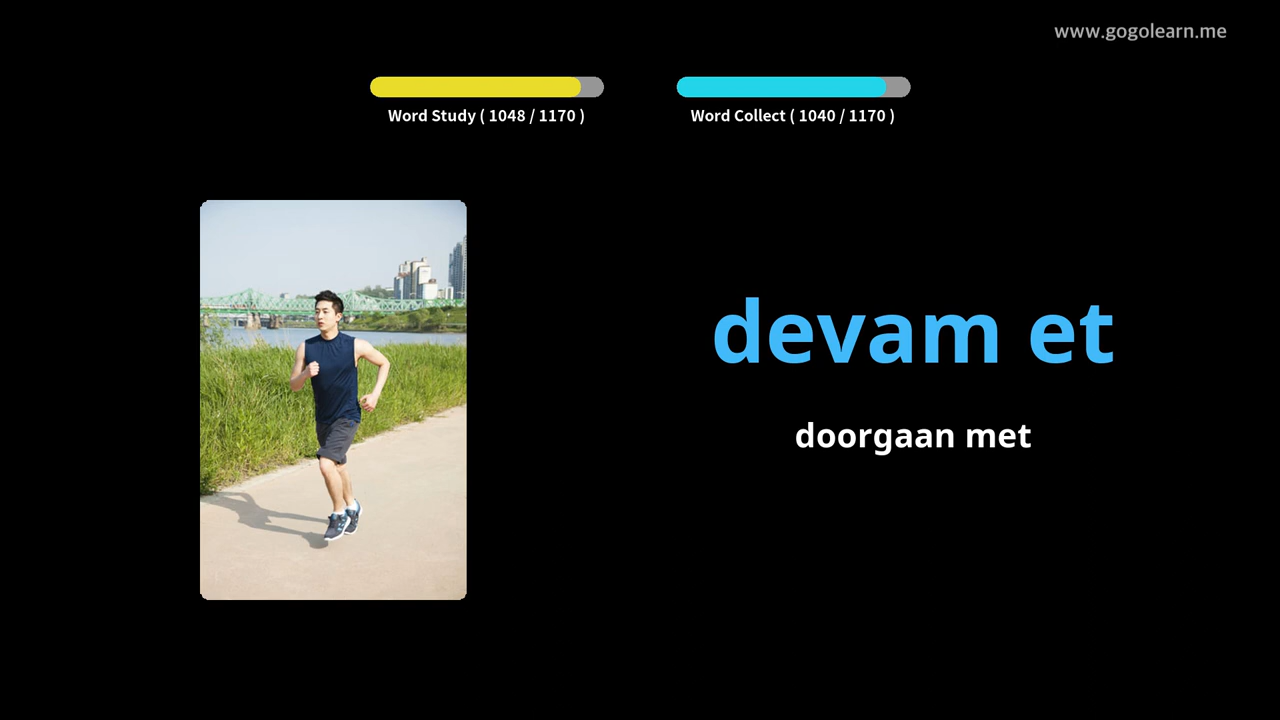 www.gogolearn.me
Word Study ( 1048 / 1170 )
Word Collect ( 1040 / 1170 )
devam et
doorgaan met